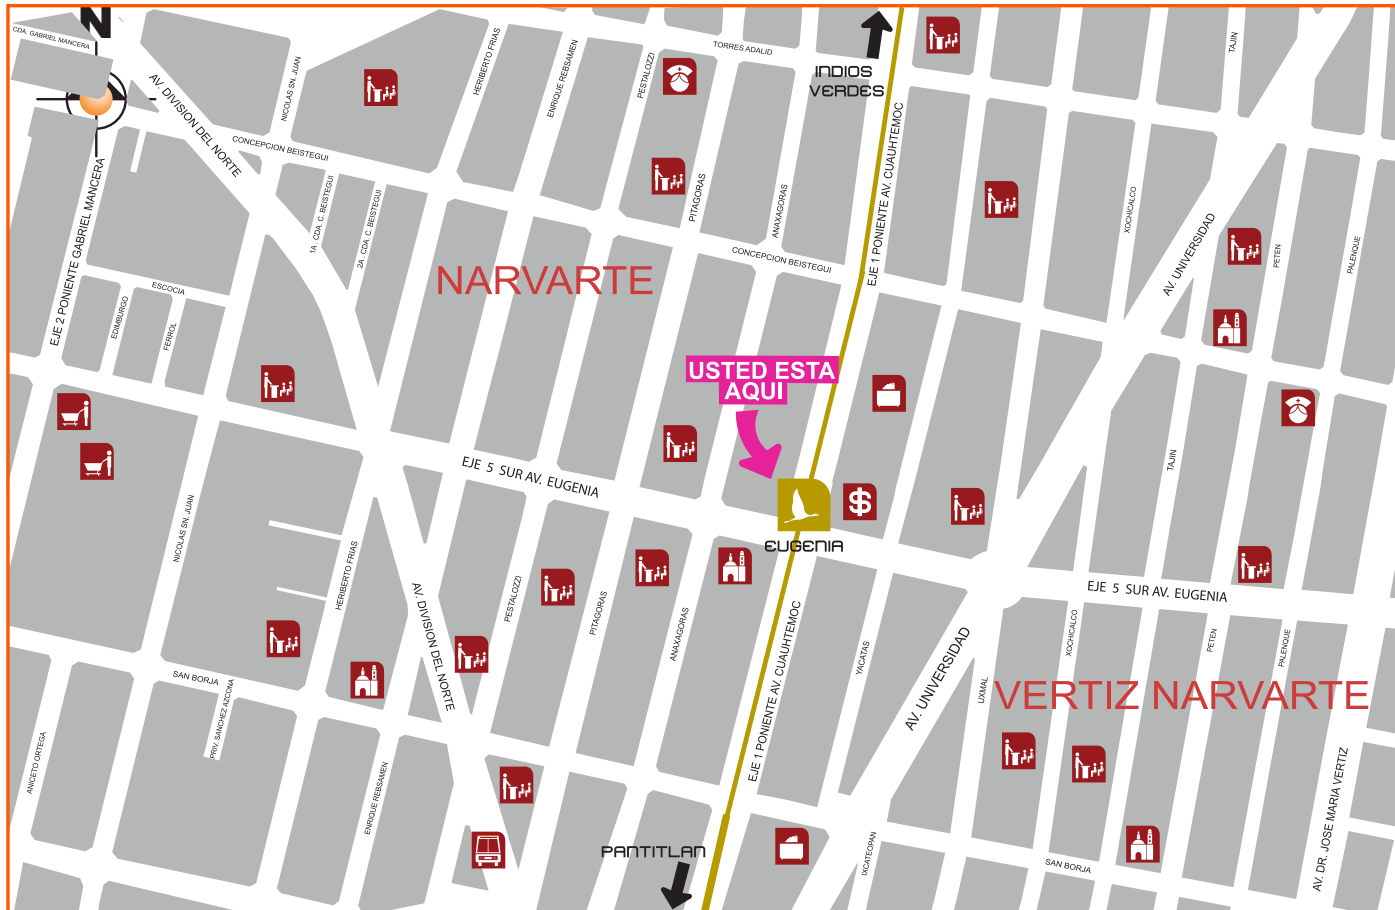 N
CDA. GABRIEL MANCERA
AV. DIVISION DEL NORTE
NICOLAS SN. JUAN
HERIBERTO FRIAS
ENRIQUE REBSAMEN
PESTALOZZI
TORRES ADALID
INDIOS
VERDES
TAJIN
CONCEPCION BEISTEGUI
EJE 2 PONIENTE GABRIEL MANCERA
1A . CDA. C. BEISTEGUI
2A . CDA. C. BEISTEGUI
PITAGORAS
ANAXAGORAS
EJE 1 PONIENTE AV. CUAUHTEMOC
XOCHICALCO
AV. UNIVERSIDAD
PETEN
PALENQUE
CONCEPCION BEISTEGUI
NARVARTE
ESCOCIA
EDIMBURGO
FERROL
USTED ESTA
AQUI
TAJIN
EJE 5 SUR AV. EUGENIA
$
EUGENIA
NICOLAS SN. JUAN
HERIBERTO FRIAS
AV. DIVISION DEL NORTE
PESTALOZZI
PITAGORAS
ANAXAGORAS
EJE 1 PONIENTE AV. CUAUHTEMOC
YACATAS
AV. UNIVERSIDAD
EJE 5 SUR AV. EUGENIA
UXMAL
XOCHICALCO
PETEN
PALENQUE
VERTIZ NARVARTE
SAN BORJA
PRIV. SANCHEZ AZCONA
ANICETO ORTEGA
ENRIQUE REBSAMEN
PANTITLAN
IXCATEOPAN
SAN BORJA
AV. DR. JOSE MARIA VERTIZ